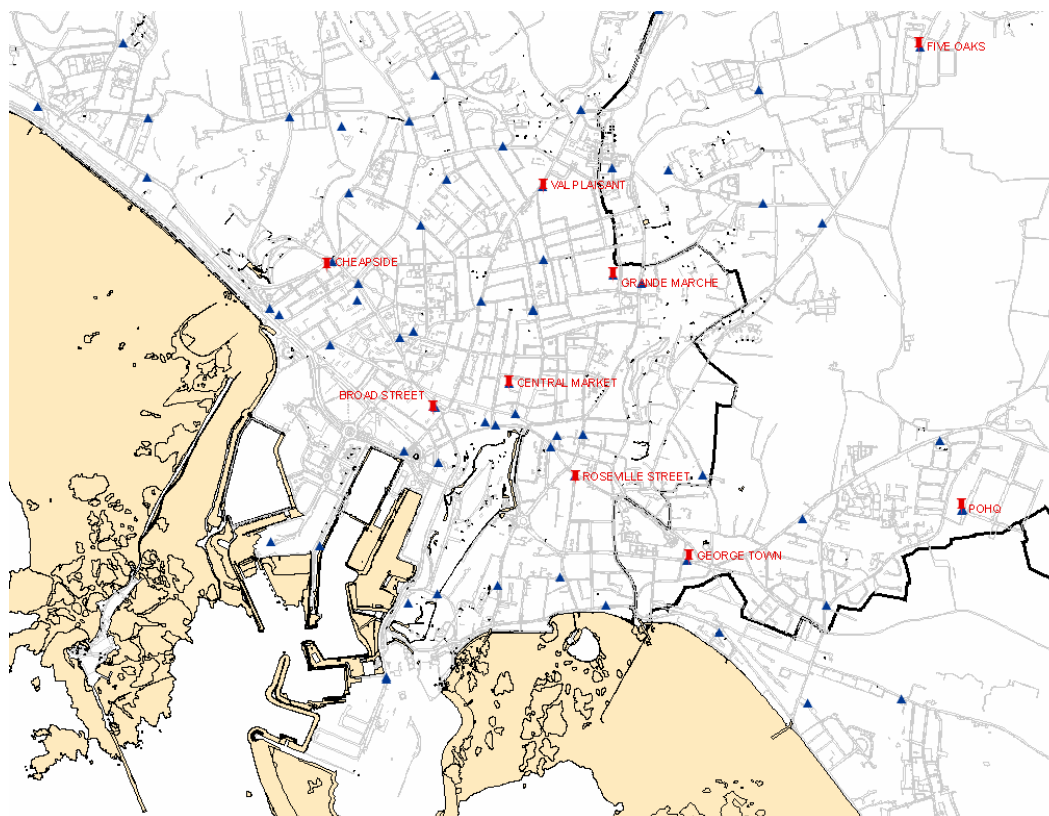 FIVE OAKS
VAL PLAISANT
CHEAPSIDE
GRANDE MARCHE
CENTRAL MARKET
BROAD STREET
ROSEVILLE STREET
POHQ
GEORGE TOWN